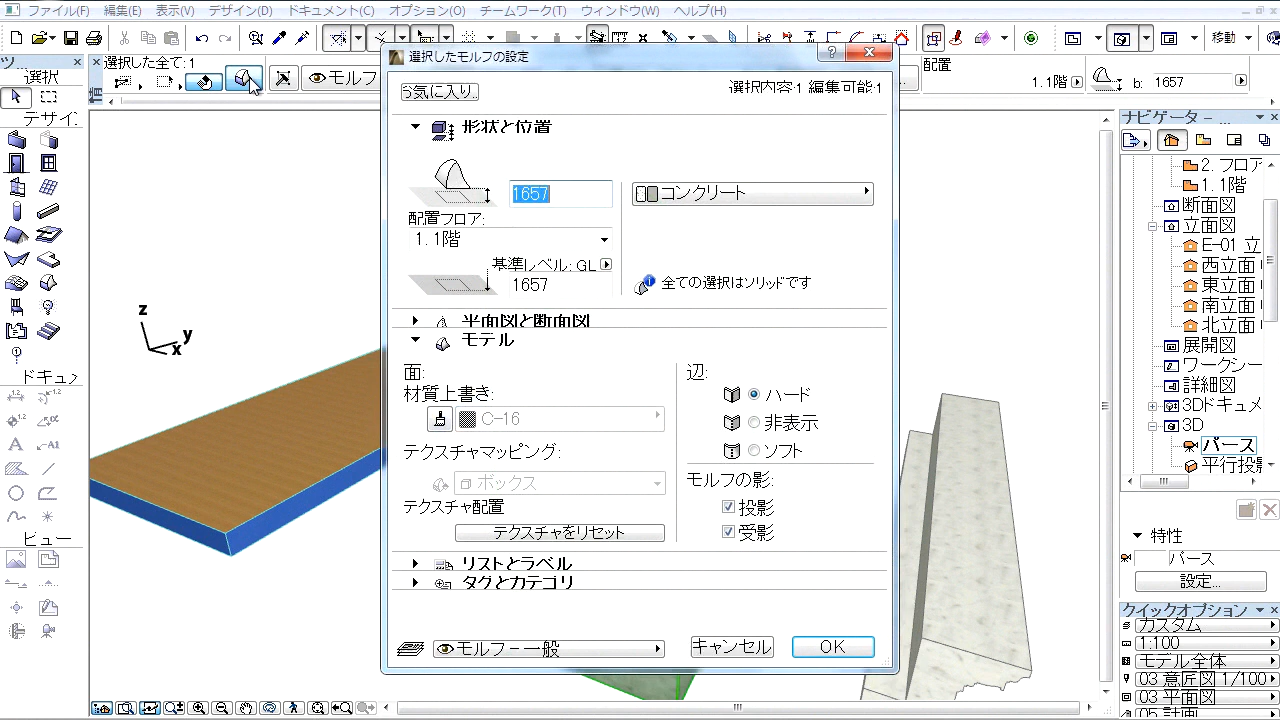 ファイル(F) 編集(E) 表示(V) デザイン(D) ドキュメント(C) オプション(O) チームワーク(T) ウィンドウ(W) ヘルプ(H)
移動
ツ
選択
デザイ
ドキュメ
ビュー
選択した全て: 1
モルフ
配置
1. 1階
b: 1657
z
y
x
選択したモルフの設定
お気に入り...
選択内容: 1 編集可能: 1
形状と位置
1657
コンクリート
配置フロア:
1. 1階
基準レベル: GL
1657
全ての選択はソリッドです
平面図と断面図
モデル
面:
材質上書き:
C-16
テクスチャマッピング:
ボックス
テクスチャ配置
テクスチャをリセット
辺:
ハード
非表示
ソフト
モルフの影:
投影
受影
リストとラベル
タグとカテゴリ
モルフ - 一般
キャンセル
OK
ナビゲータ - ...
2. フロア
1. 1階
断面図
立面図
E-01 立
西立面
東立面
南立面
北立面
展開図
ワークシー
詳細図
3Dドキュメ
3D
パース
平行投影
特性
パース
設定...
クイックオプション
カスタム
1:100
モデル全体
03 意匠図 1/100
03 平面図
05 計画